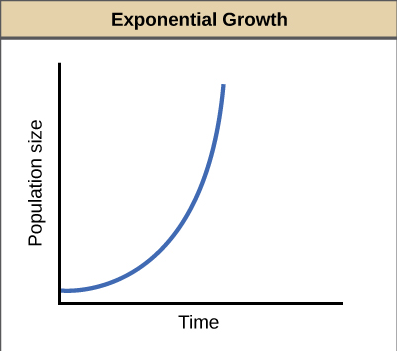 Exponential Growth
Population size
Time